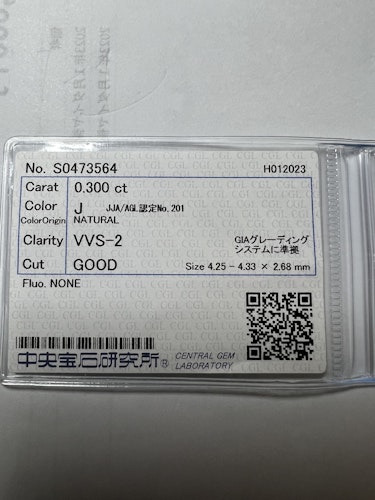 No. S0473564 H012023
Carat 0.300 ct
Color J JJA/AGL認定No.201
ColorOrigin NATURAL
Clarity VVS-2 GIAグレーディング
システムに準拠
Cut GOOD Size 4.25 - 4.33 × 2.68 mm
Fluo. NONE
中央宝石研究所® CENTRAL GEM
LABORATORY